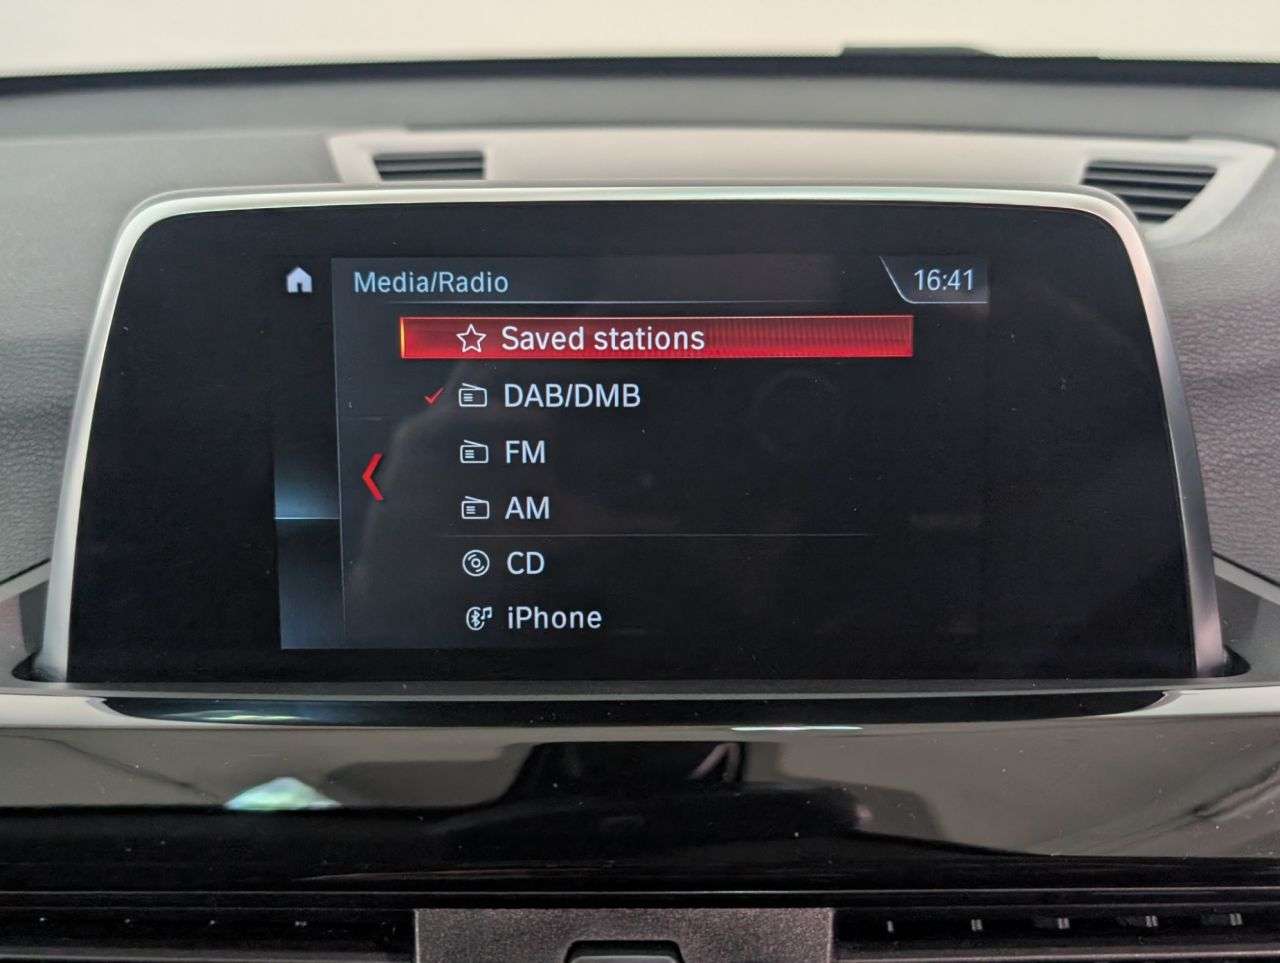 Media/Radio 16:41
Saved stations
DAB/DMB
FM
AM
CD
iPhone